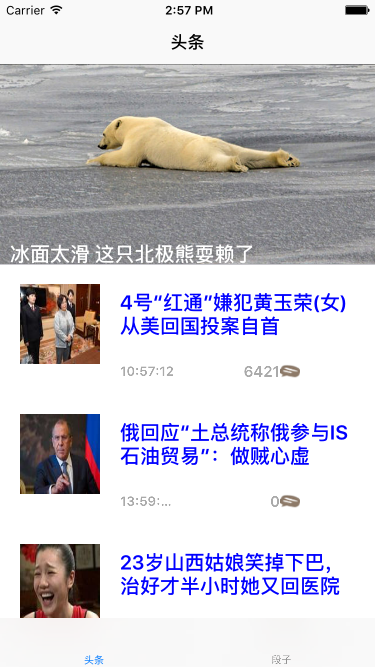 Carrier 2:57 PM
头条
冰面太滑 这只北极熊耍赖了
4号“红通”嫌犯黄玉荣(女)
从美回国投案自首
10:57:12 6421
俄回应“土总统称俄参与IS
石油贸易”：做贼心虚
13:59:... 0
23岁山西姑娘笑掉下巴,
治好才半小时她又回医院
头条 段子